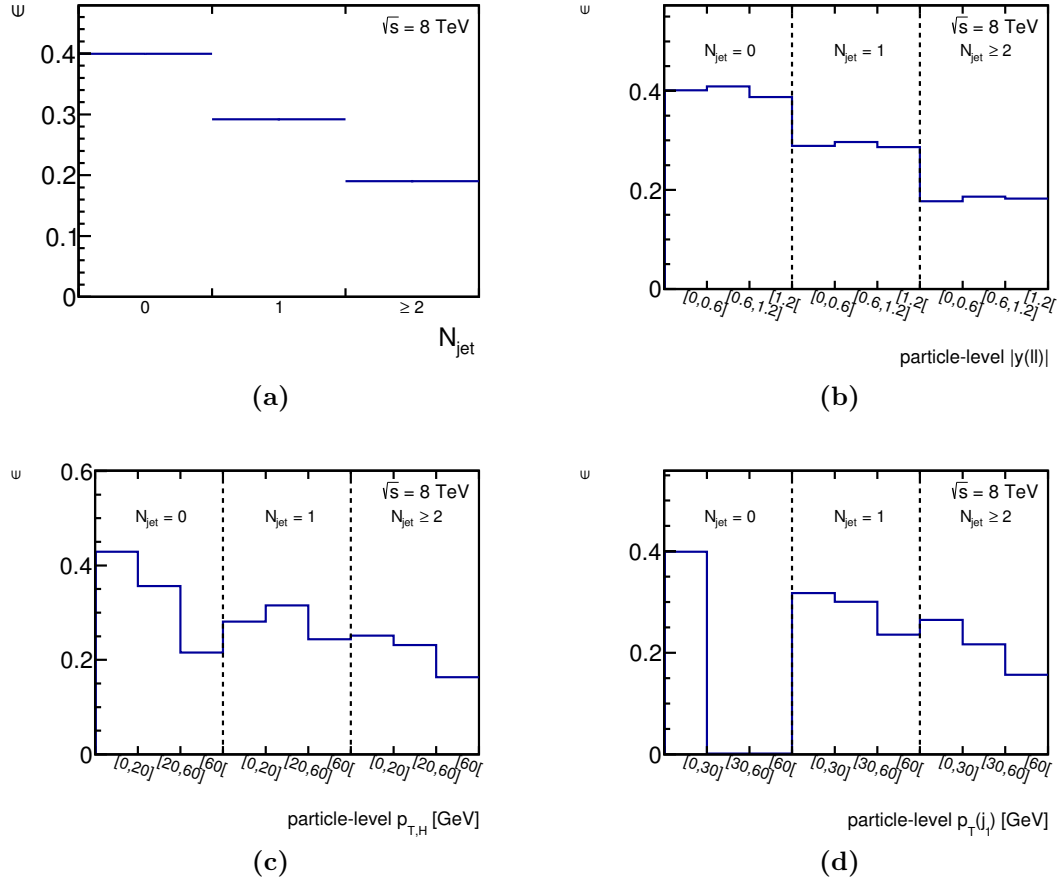 ∈
√s = 8 TeV
0.4
0.3
0.2
0.1
0
0
1
≥ 2
N_jet
(a)
∈
√s = 8 TeV
N_jet = 0
N_jet = 1
N_jet ≥ 2
0.4
0.2
0
[0,0.6]
[0.6,1.2]
[1.2[
[0,0.6]
[0.6,1.2]
[1.2[
[0,0.6]
[0.6,1.2]
[1.2[
particle-level |y(ll)|
(b)
∈
0.6
√s = 8 TeV
N_jet = 0
N_jet = 1
N_jet ≥ 2
0.4
0.2
0
[0,20]
[20,60]
[60[
[0,20]
[20,60]
[60[
[0,20]
[20,60]
[60[
particle-level p_T,H [GeV]
(c)
∈
√s = 8 TeV
N_jet = 0
N_jet = 1
N_jet ≥ 2
0.4
0.2
0
[0,30]
[30,60]
[60[
[0,30]
[30,60]
[60[
[0,30]
[30,60]
[60[
particle-level p_T(j_1) [GeV]
(d)